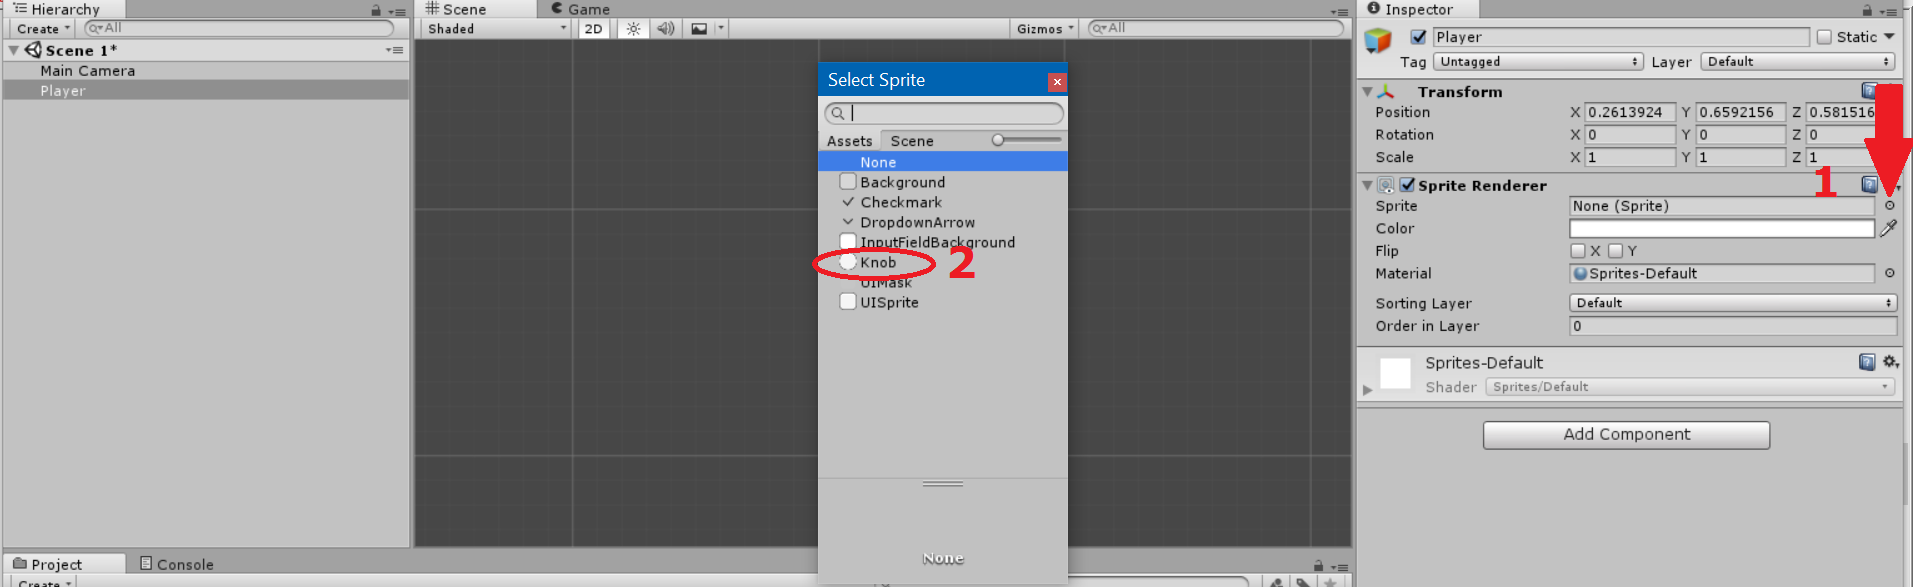 Hierarchy
Create All
Scene 1*
Main Camera
Player
Scene Game
Shaded 2D Gizmos All
Select Sprite
Assets Scene
None
Background
Checkmark
DropdownArrow
InputFieldBackground
Knob 2
UIMask
UISprite
None
Inspector
Player Static
Tag Untagged Layer Default
Transform
Position X 0.2613924 Y 0.6592156 Z 0.581516
Rotation X 0 Y 0 Z 0
Scale X 1 Y 1 Z 1
Sprite Renderer 1
Sprite None (Sprite)
Color
Flip X Y
Material Sprites-Default
Sorting Layer Default
Order in Layer 0
Sprites-Default
Shader Sprites/Default
Add Component
Project Console
Create